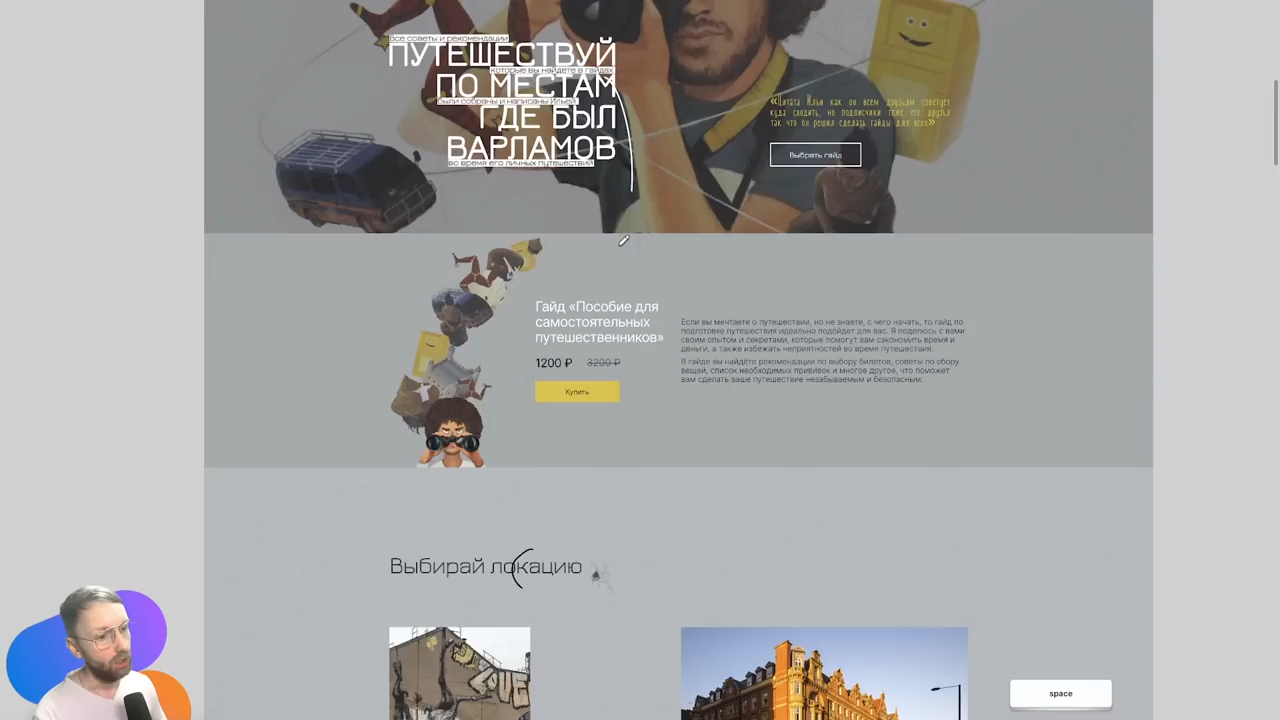 Все советы и рекомендации
ПУТЕШЕСТВУЙ
которые вы найдете в гайдах
ПО МЕСТАМ
были собраны и написаны Ильей
ГДЕ БЫЛ
ВАРЛАМОВ
во время его личных путешествий
«Цитата Ильи как он всем друзьям советует
куда сходить, но подписчики тоже его друзья
так что он решил сделать гайды для всех»
Выбрать гайд
Гайд «Пособие для
самостоятельных
путешественников»
1200 ₽ 3200 ₽
Купить
Если вы мечтаете о путешествии, но не знаете, с чего начать, то гайд по
подготовке путешествия идеально подойдет для вас. Я поделюсь с вами
своим опытом и секретами, которые помогут вам сэкономить время и
деньги, а также избежать неприятностей во время путешествия.
В гайде вы найдёте рекомендации по выбору билетов, советы по сбору
вещей, список необходимых прививок и многое другое, что поможет
вам сделать ваше путешествие незабываемым и безопасным.
Выбирай локацию
LOVE
space